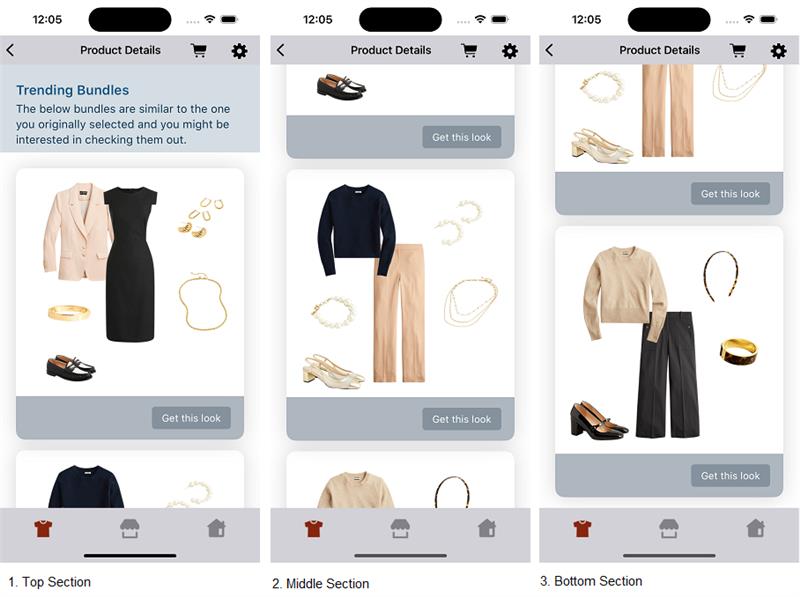 12:05
Product Details
Trending Bundles
The below bundles are similar to the one
you originally selected and you might be
interested in checking them out.
Get this look
1. Top Section
12:05
Product Details
Get this look
Get this look
2. Middle Section
12:05
Product Details
Get this look
Get this look
3. Bottom Section